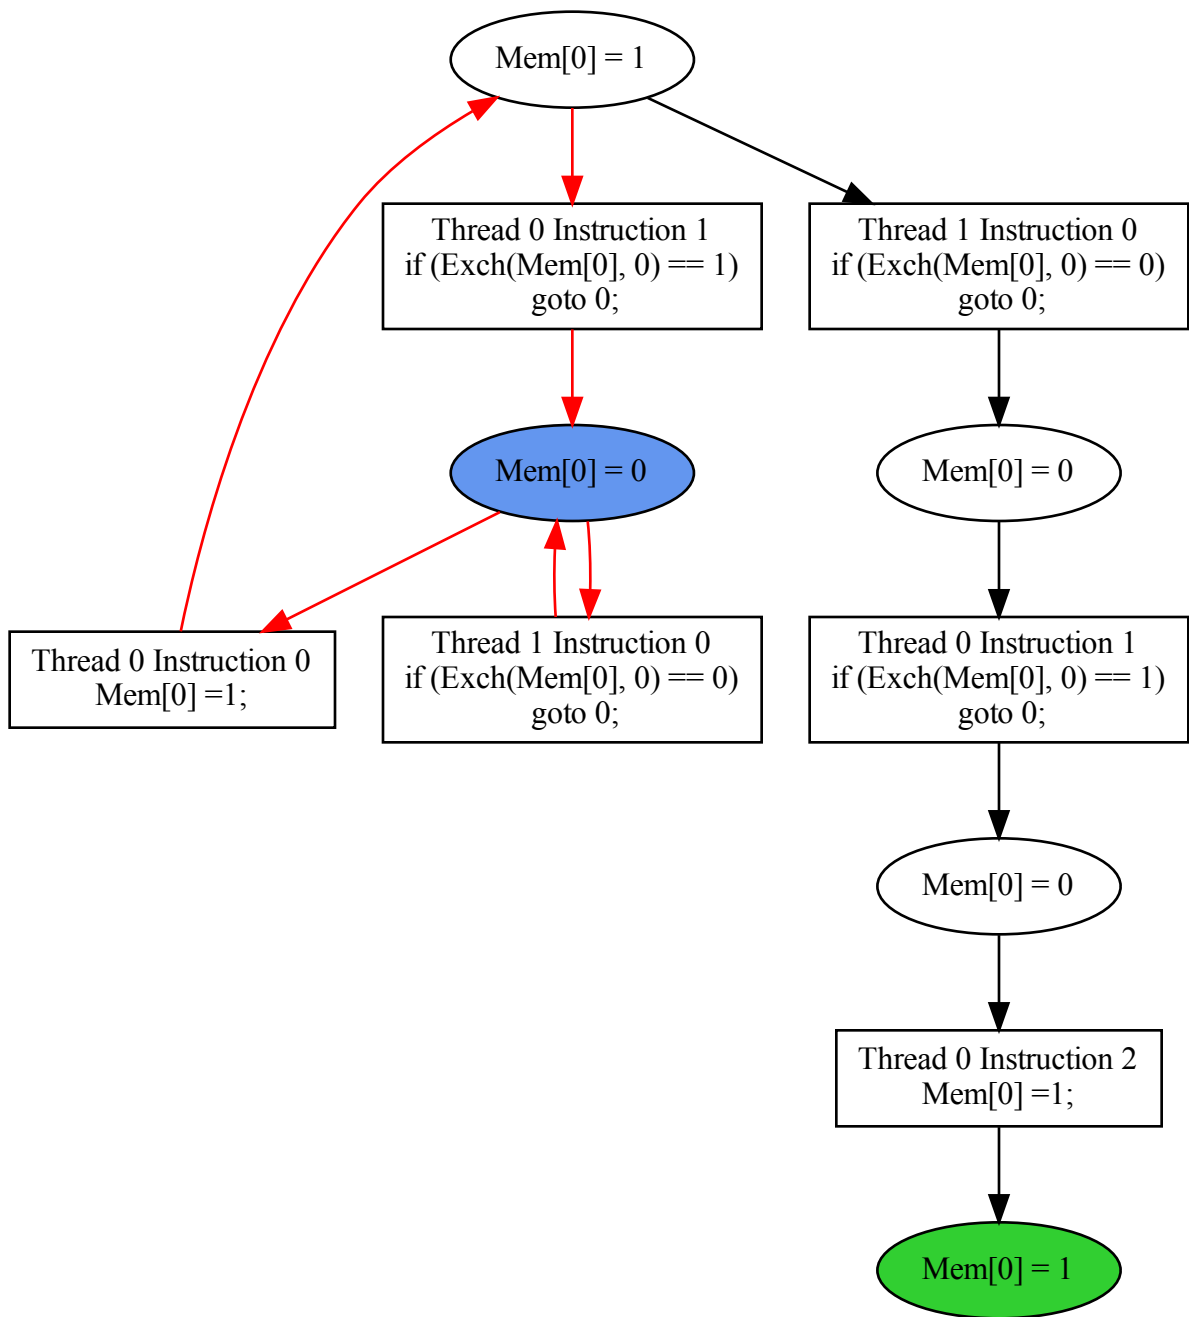 Mem[0] = 1
Thread 0 Instruction 1
if (Exch(Mem[0], 0) == 1)
goto 0;
Thread 1 Instruction 0
if (Exch(Mem[0], 0) == 0)
goto 0;
Mem[0] = 0
Mem[0] = 0
Thread 0 Instruction 0
Mem[0] =1;
Thread 1 Instruction 0
if (Exch(Mem[0], 0) == 0)
goto 0;
Thread 0 Instruction 1
if (Exch(Mem[0], 0) == 1)
goto 0;
Mem[0] = 0
Thread 0 Instruction 2
Mem[0] =1;
Mem[0] = 1